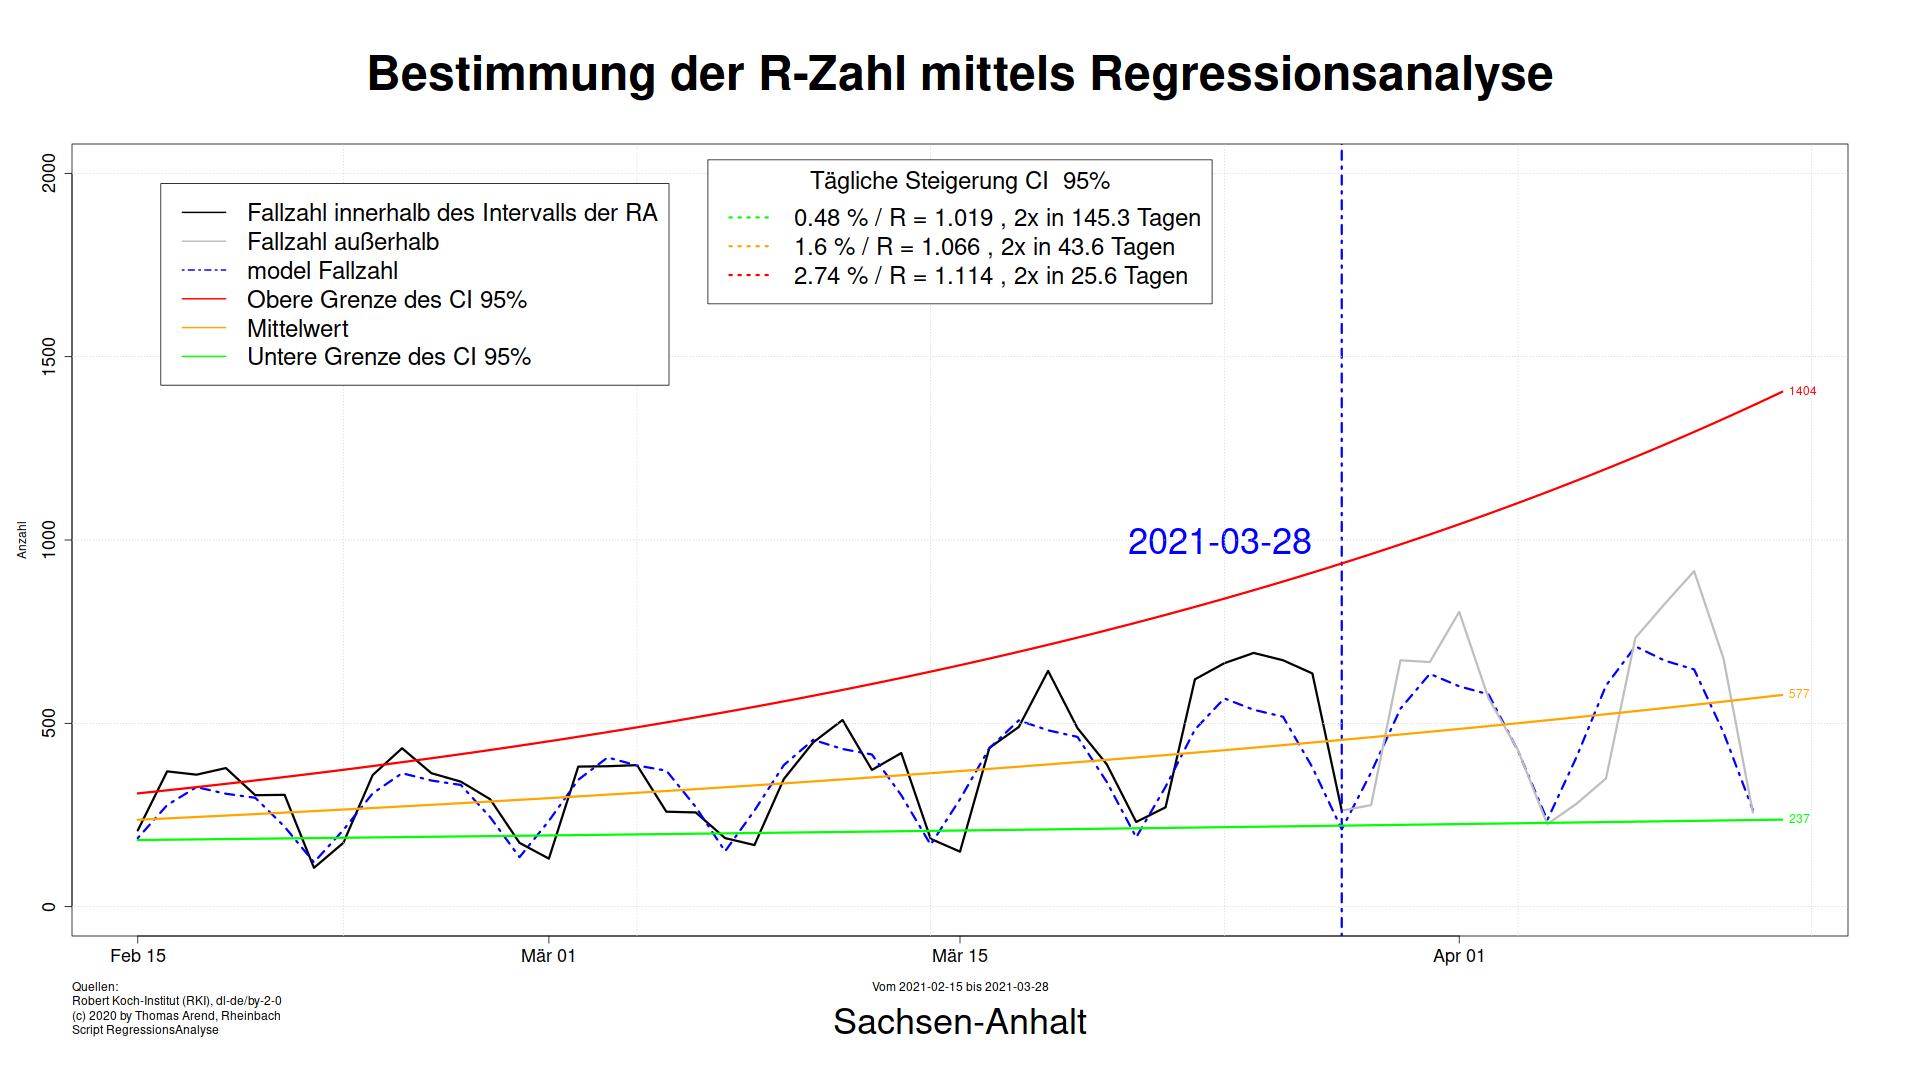 Bestimmung der R-Zahl mittels Regressionsanalyse
Fallzahl innerhalb des Intervalls der RA
Fallzahl außerhalb
model Fallzahl
Obere Grenze des CI 95%
Mittelwert
Untere Grenze des CI 95%
Tägliche Steigerung CI  95%
0.48 % / R = 1.019 , 2x in 145.3 Tagen
1.6 % / R = 1.066 , 2x in 43.6 Tagen
2.74 % / R = 1.114 , 2x in 25.6 Tagen
2000
1500
1000
500
0
Anzahl
2021-03-28
1404
577
237
Feb 15
Mär 01
Mär 15
Apr 01
Quellen:
Robert Koch-Institut (RKI), dl-de/by-2-0
(c) 2020 by Thomas Arend, Rheinbach
Script RegressionsAnalyse
Vom 2021-02-15 bis 2021-03-28
Sachsen-Anhalt